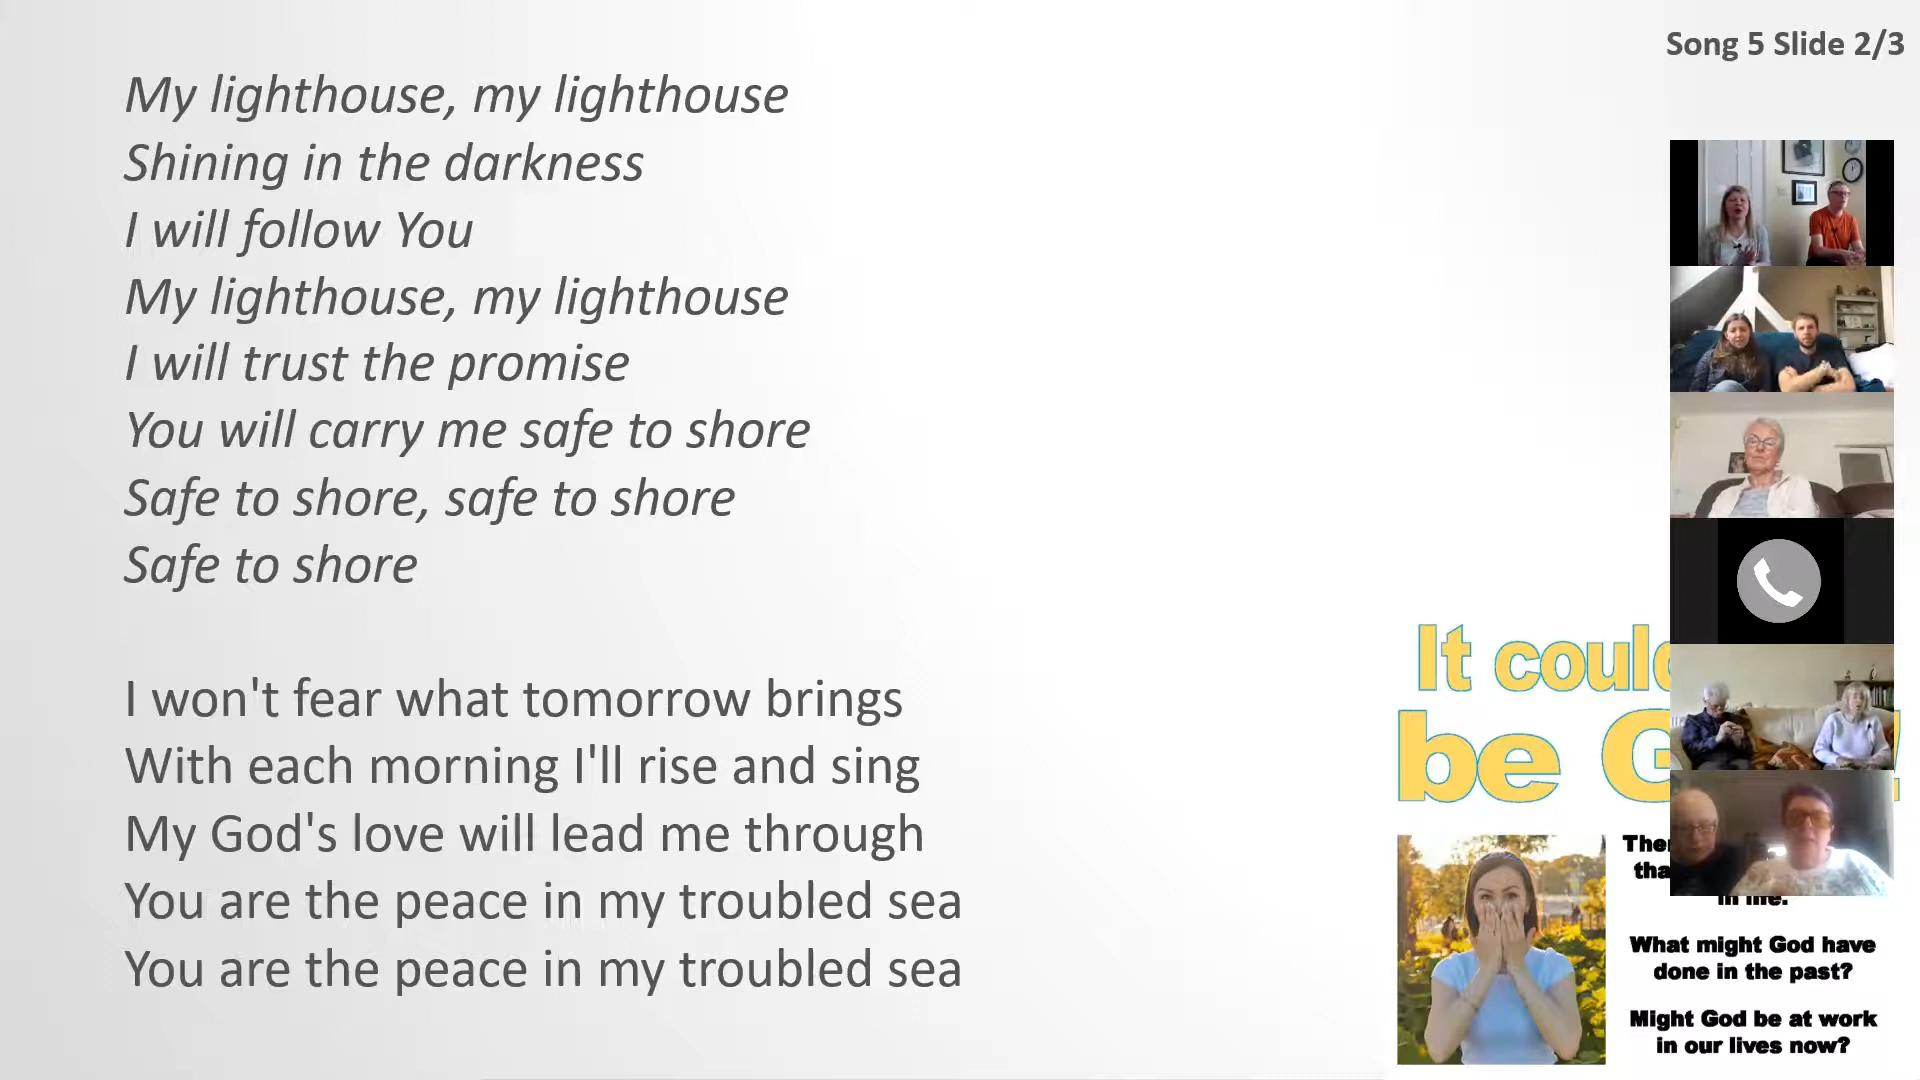 Song 5 Slide 2/3
My lighthouse, my lighthouse
Shining in the darkness
I will follow You
My lighthouse, my lighthouse
I will trust the promise
You will carry me safe to shore
Safe to shore, safe to shore
Safe to shore
I won't fear what tomorrow brings
With each morning I'll rise and sing
My God's love will lead me through
You are the peace in my troubled sea
You are the peace in my troubled sea
It
be
What might God have
done in the past?
Might God be at work
in our lives now?